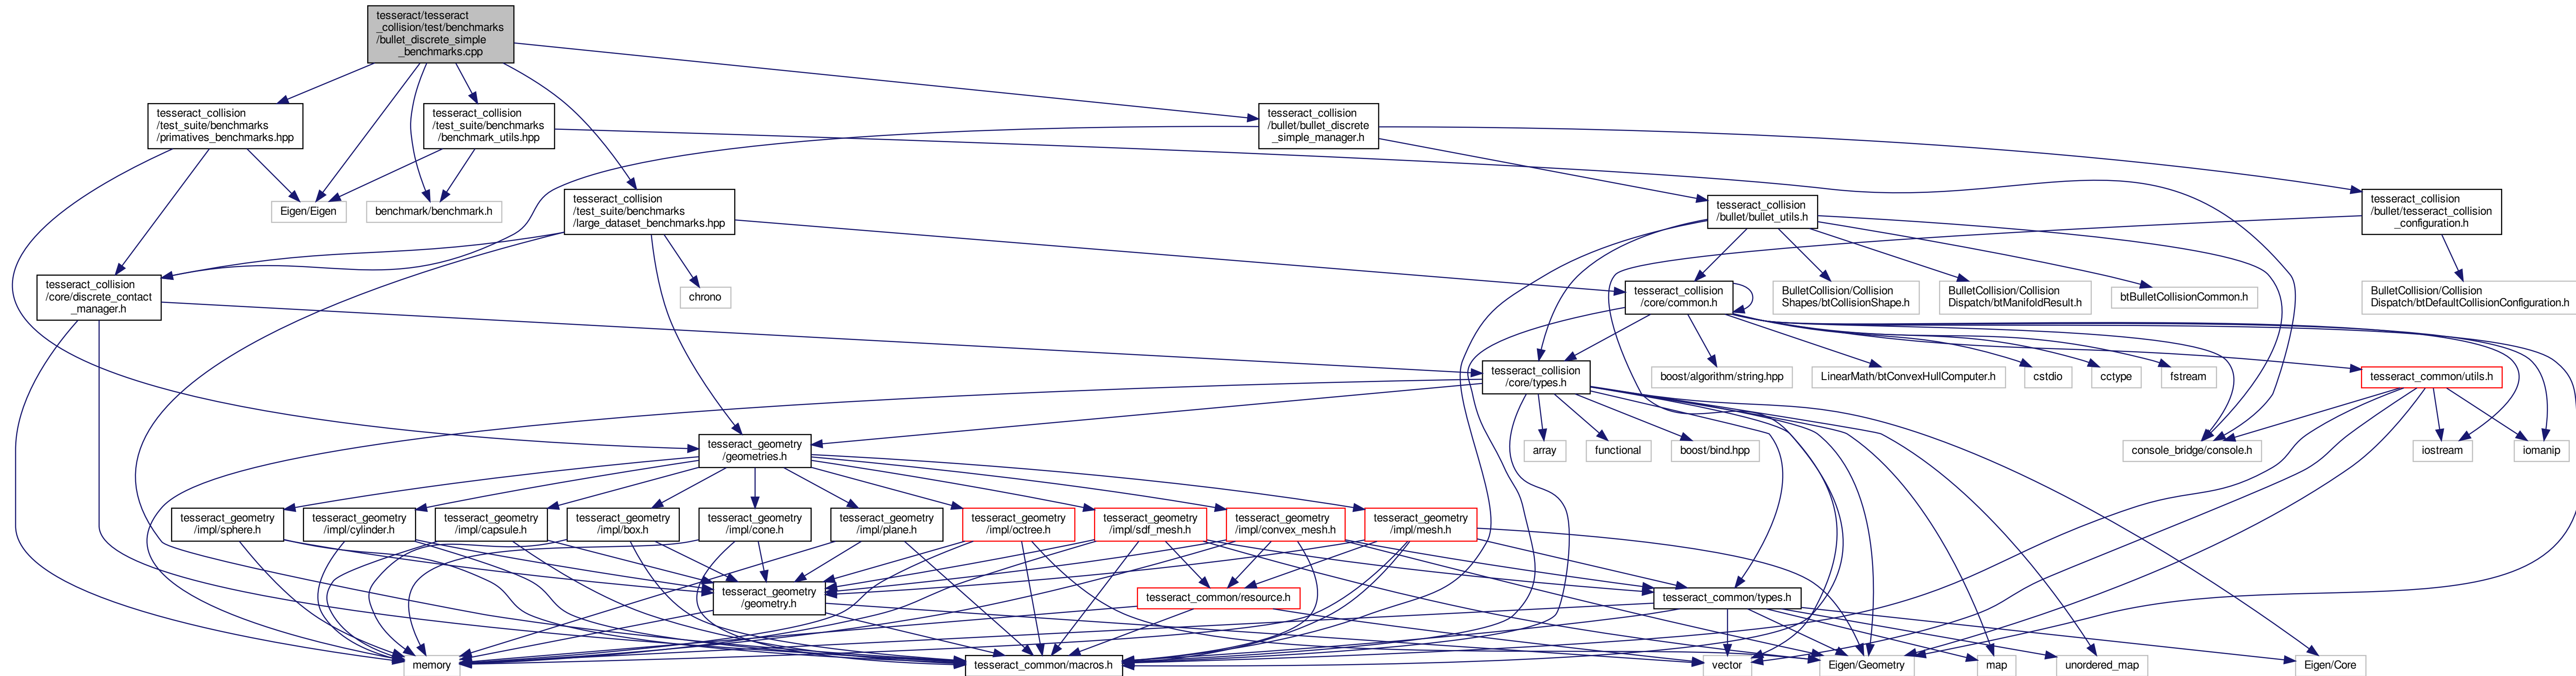 tesseract/tesseract
_collision/test/benchmarks
/bullet_discrete_simple
_benchmarks.cpp
tesseract_collision
/test_suite/benchmarks
/primatives_benchmarks.hpp
tesseract_collision
/test_suite/benchmarks
/benchmark_utils.hpp
tesseract_collision
/bullet/bullet_discrete
_simple_manager.h
Eigen/Eigen
benchmark/benchmark.h
tesseract_collision
/test_suite/benchmarks
/large_dataset_benchmarks.hpp
tesseract_collision
/bullet/bullet_utils.h
tesseract_collision
/bullet/tesseract_collision
_configuration.h
tesseract_collision
/core/discrete_contact
_manager.h
chrono
tesseract_collision
/core/common.h
BulletCollision/Collision
Shapes/btCollisionShape.h
BulletCollision/Collision
Dispatch/btManifoldResult.h
btBulletCollisionCommon.h
BulletCollision/Collision
Dispatch/btDefaultCollisionConfiguration.h
tesseract_collision
/core/types.h
boost/algorithm/string.hpp
LinearMath/btConvexHullComputer.h
cstdio
cctype
fstream
tesseract_common/utils.h
tesseract_geometry
/geometries.h
array
functional
boost/bind.hpp
console_bridge/console.h
iostream
iomanip
tesseract_geometry
/impl/sphere.h
tesseract_geometry
/impl/cylinder.h
tesseract_geometry
/impl/capsule.h
tesseract_geometry
/impl/box.h
tesseract_geometry
/impl/cone.h
tesseract_geometry
/impl/plane.h
tesseract_geometry
/impl/octree.h
tesseract_geometry
/impl/sdf_mesh.h
tesseract_geometry
/impl/convex_mesh.h
tesseract_geometry
/impl/mesh.h
tesseract_geometry
/geometry.h
tesseract_common/resource.h
tesseract_common/types.h
memory
tesseract_common/macros.h
vector
Eigen/Geometry
map
unordered_map
Eigen/Core